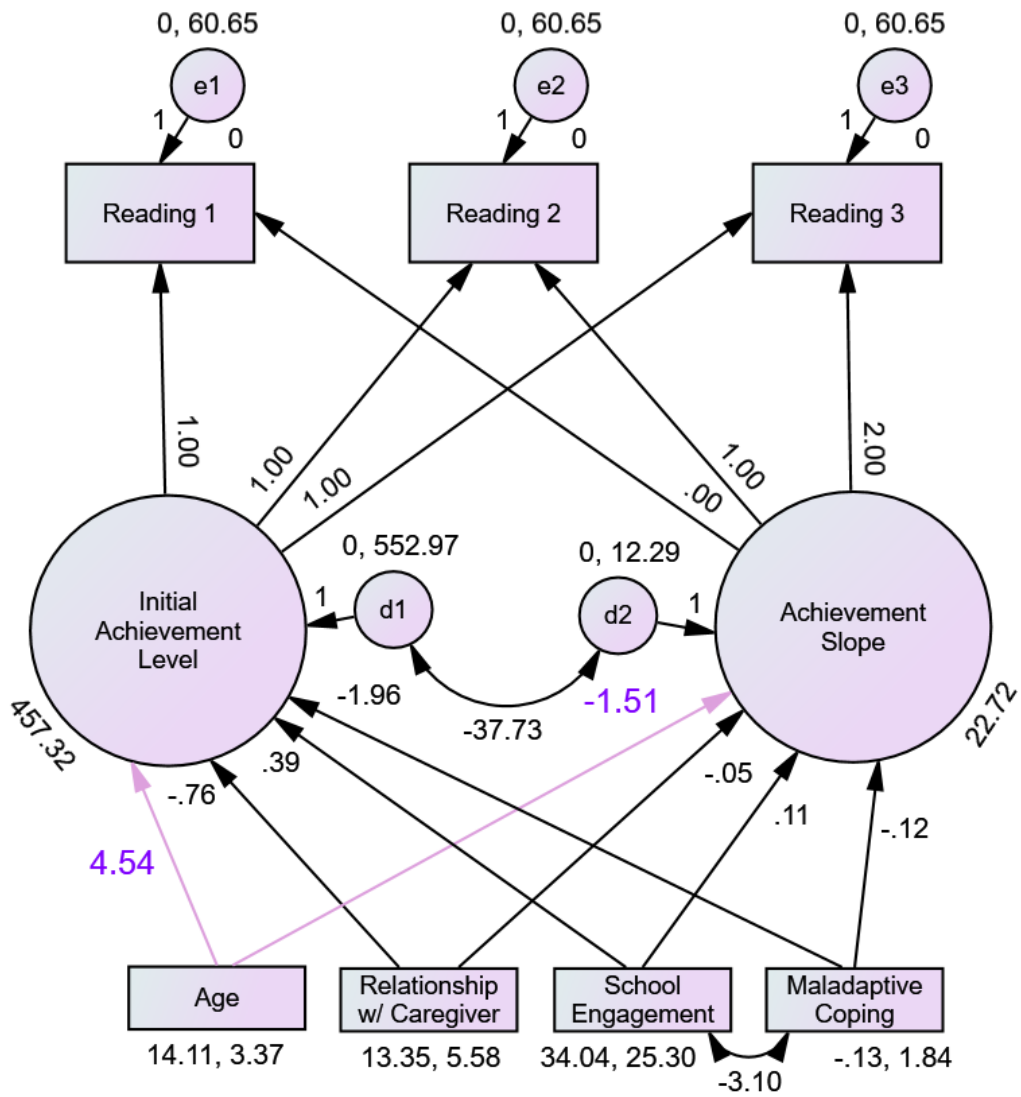 0, 60.65
0, 60.65
0, 60.65
e1
e2
e3
1
0
1
0
1
0
Reading 1
Reading 2
Reading 3
1.00
1.00
1.00
.00
1.00
2.00
0, 552.97
0, 12.29
Initial
Achievement
Level
1
d1
d2
1
Achievement
Slope
-1.96
-1.51
-37.73
457.32
22.72
.39
-.76
-.05
.11
-.12
4.54
Age
Relationship
w/ Caregiver
School
Engagement
Maladaptive
Coping
14.11, 3.37
13.35, 5.58
34.04, 25.30
-.13, 1.84
-3.10